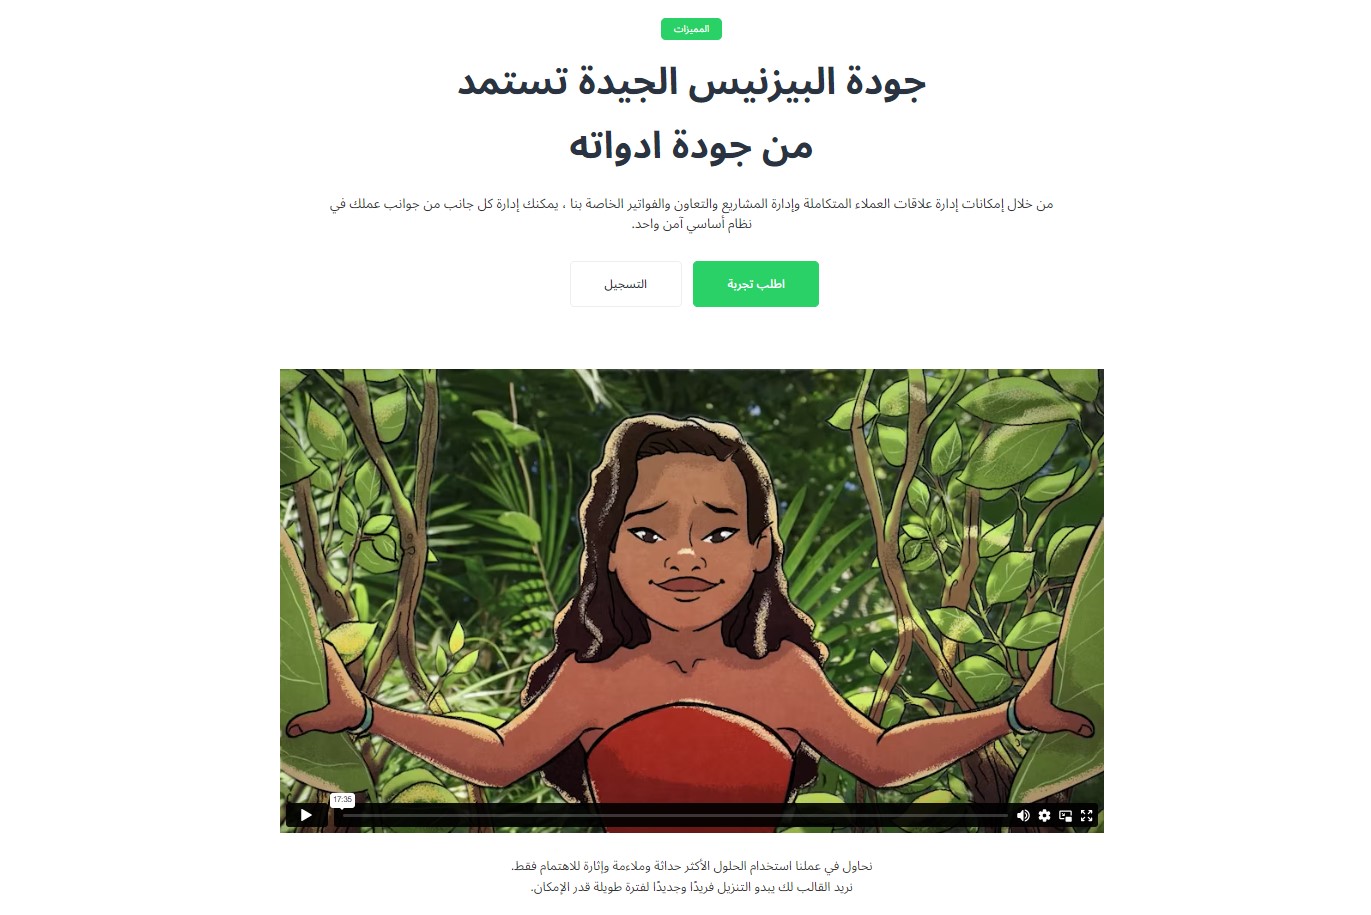 المميزات
جودة البيزنيس الجيدة تستمد
من جودة ادواته
من خلال إمكانات إدارة علاقات العملاء المتكاملة وإدارة المشاريع والتعاون والفواتير الخاصة بنا ، يمكنك إدارة كل جانب من جوانب عملك في
نظام أساسي آمن واحد.
اطلب تجربة
التسجيل
17:35
نحاول في عملنا استخدام الحلول الأكثر حداثة وملاءمة وإثارة للاهتمام فقط.
نريد القالب لك يبدو التنزيل فريدًا وجديدًا لفترة طويلة قدر الإمكان.